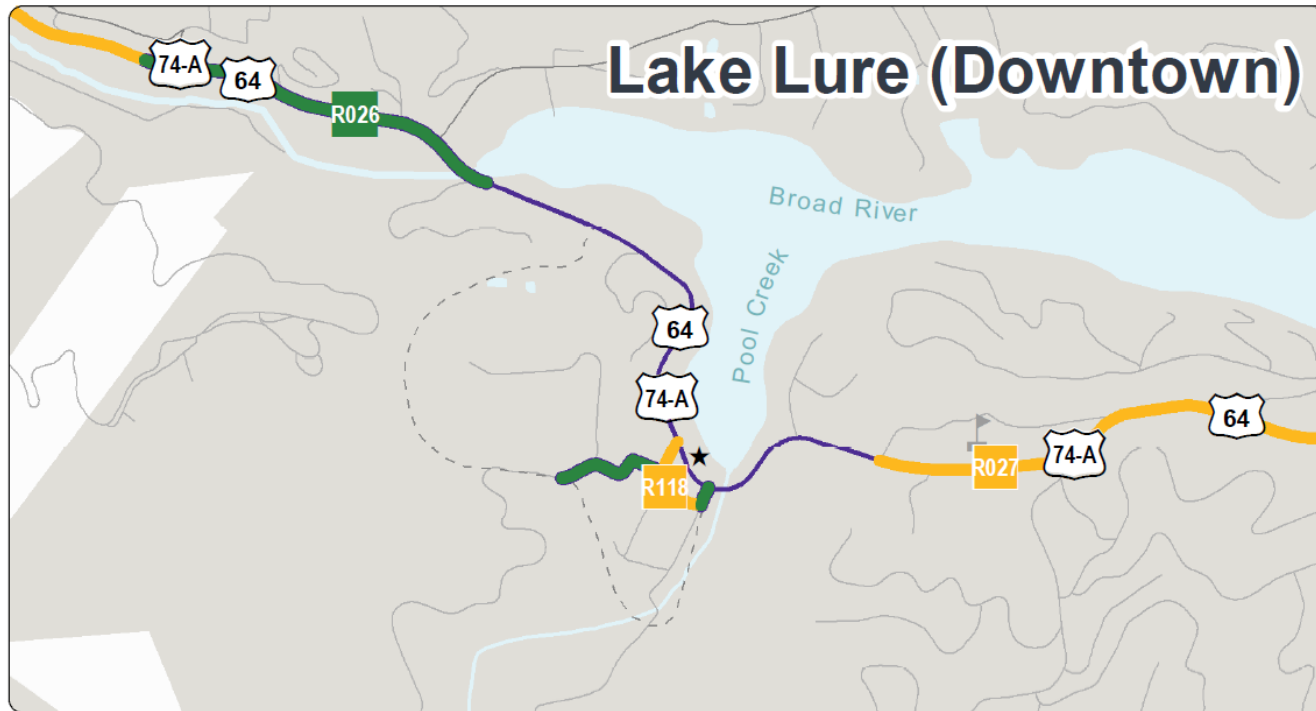 Lake Lure (Downtown)
74-A
64
R026
Broad River
Pool Creek
64
74-A
64
74-A
R027
R118